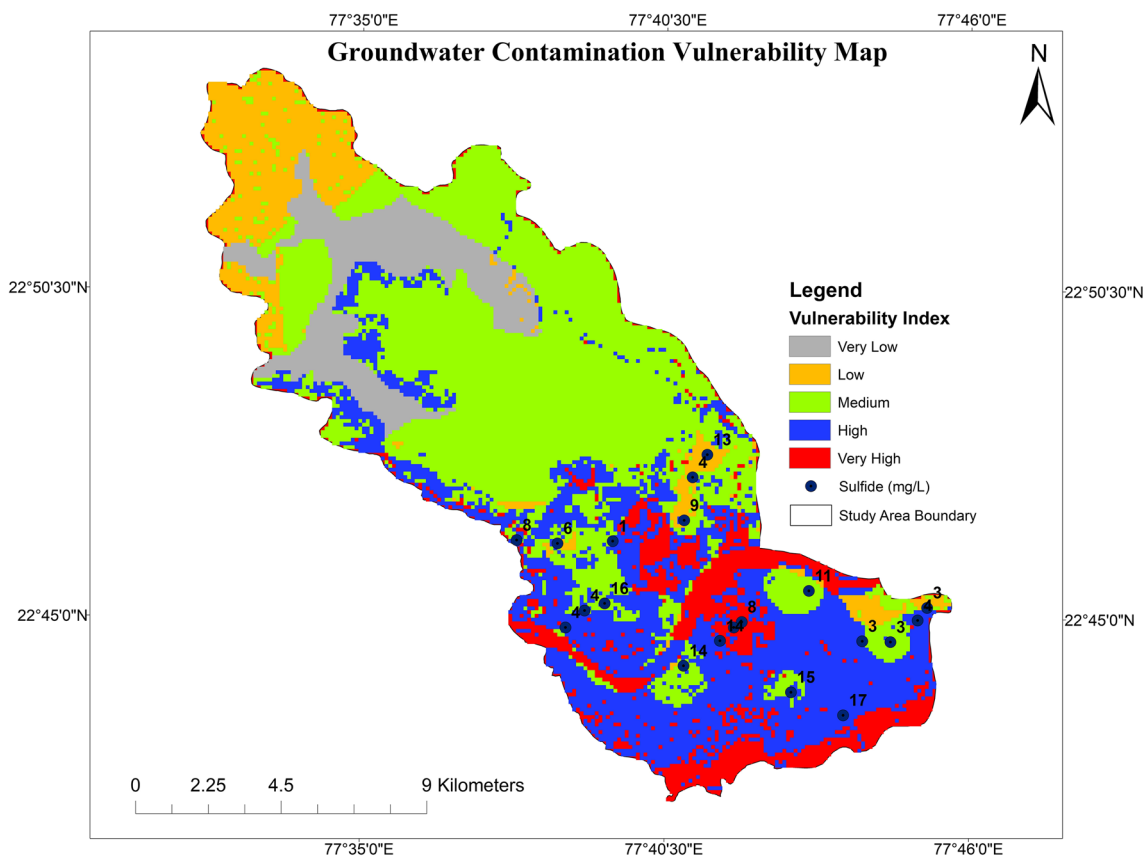 77°35'0"E 77°40'30"E 77°46'0"E
Groundwater Contamination Vulnerability Map
N
22°50'30"N
22°50'30"N
Legend
Vulnerability Index
Very Low
Low
Medium
High
Very High
Sulfide (mg/L)
Study Area Boundary
13
4
9
8
6
1
16
4
4
11
3
4
8
14
3
3
14
15
17
22°45'0"N
22°45'0"N
0 2.25 4.5 9 Kilometers
77°35'0"E 77°40'30"E 77°46'0"E